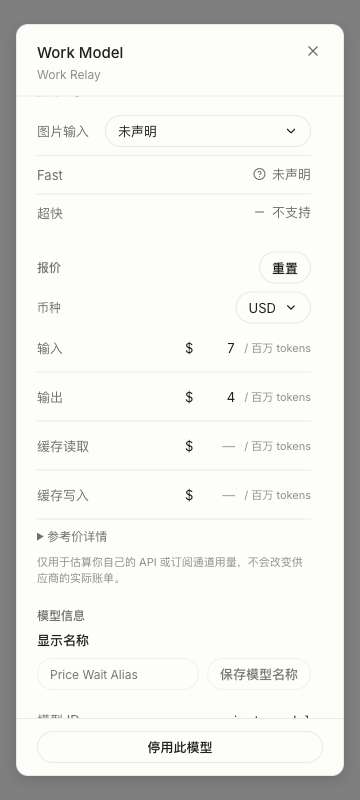 Work Model
Work Relay
图片输入 未声明
Fast 未声明
超快 — 不支持
报价 重置
币种 USD
输入 $ 7 / 百万 tokens
输出 $ 4 / 百万 tokens
缓存读取 $ — / 百万 tokens
缓存写入 $ — / 百万 tokens
参考价详情
仅用于估算你自己的 API 或订阅通道用量，不会改变供
应商的实际账单。
模型信息
显示名称
Price Wait Alias 保存模型名称
模型 ID
停用此模型